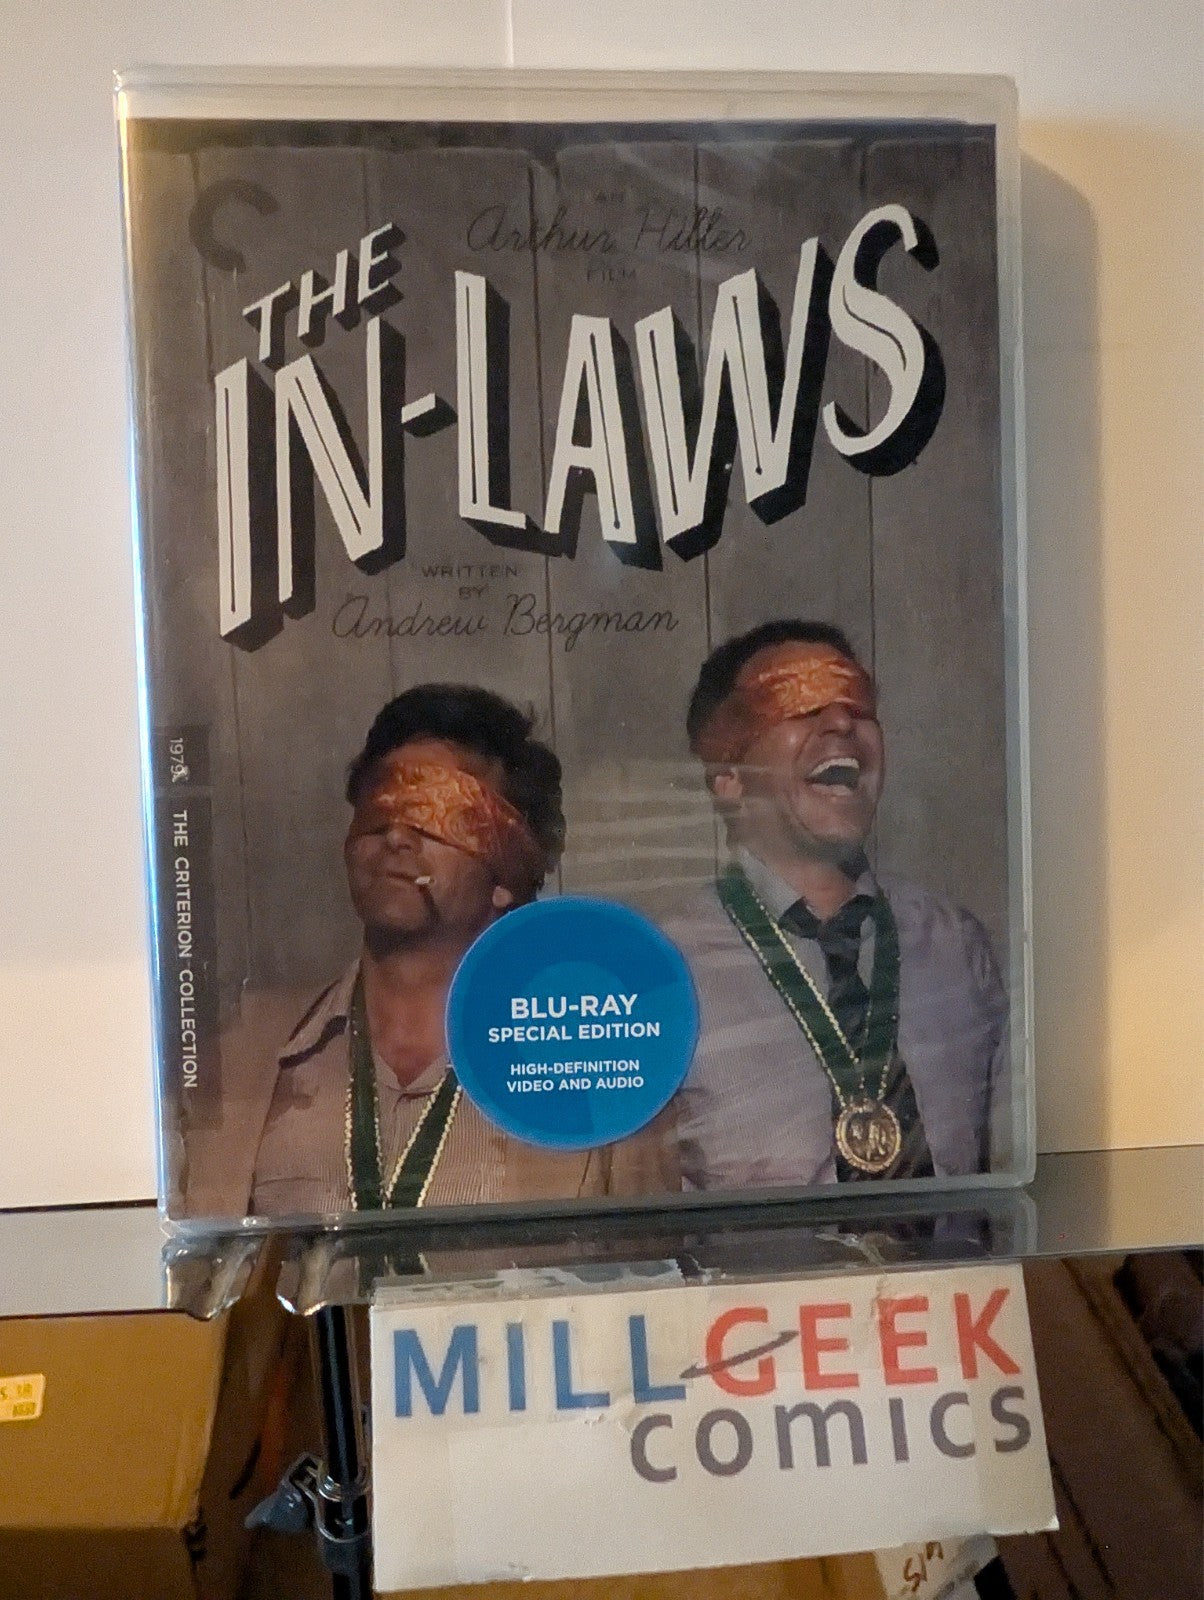 AN
Arthur Hiller
FILM
THE
IN-LAWS
WRITTEN
BY
Andrew Bergman
1979
THE CRITERION COLLECTION
BLU-RAY
SPECIAL EDITION
HIGH-DEFINITION
VIDEO AND AUDIO
MILLGEEK
comics